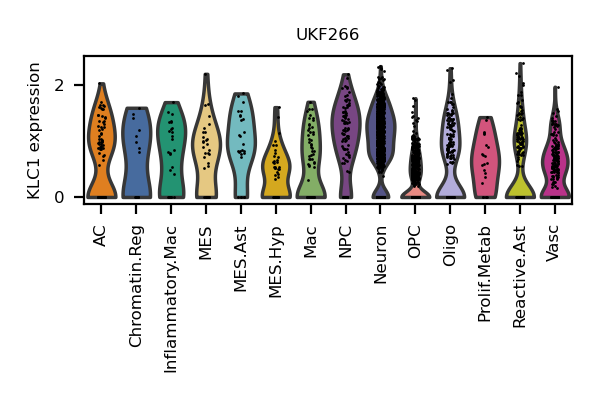 UKF266
KLC1 expression
2
0
AC
Chromatin.Reg
Inflammatory.Mac
MES
MES.Ast
MES.Hyp
Mac
NPC
Neuron
OPC
Oligo
Prolif.Metab
Reactive.Ast
Vasc